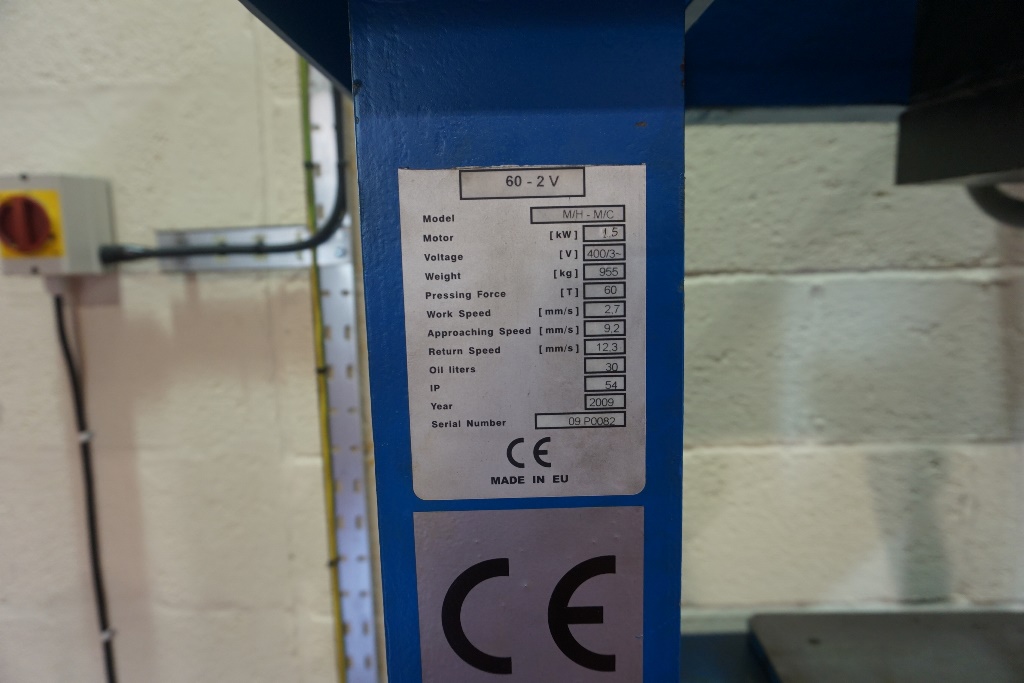 60 - 2 V
Model M/H - M/C
Motor [kW] 1.5
Voltage [V] 400/3~
Weight [kg] 955
Pressing Force [T] 60
Work Speed [mm/s] 2,7
Approaching Speed [mm/s] 9,2
Return Speed [mm/s] 12,3
Oil liters 30
IP 54
Year 2009
Serial Number 09 P0082
CE
MADE IN EU
CE